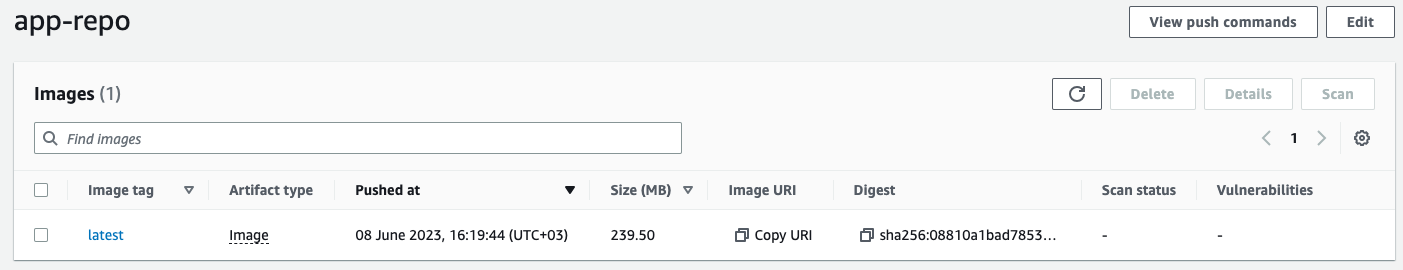 app-repo
View push commands Edit
Images (1)
Delete Details Scan
Find images
1
Image tag Artifact type Pushed at Size (MB) Image URI Digest Scan status Vulnerabilities
latest Image 08 June 2023, 16:19:44 (UTC+03) 239.50 Copy URI sha256:08810a1bad7853... - -